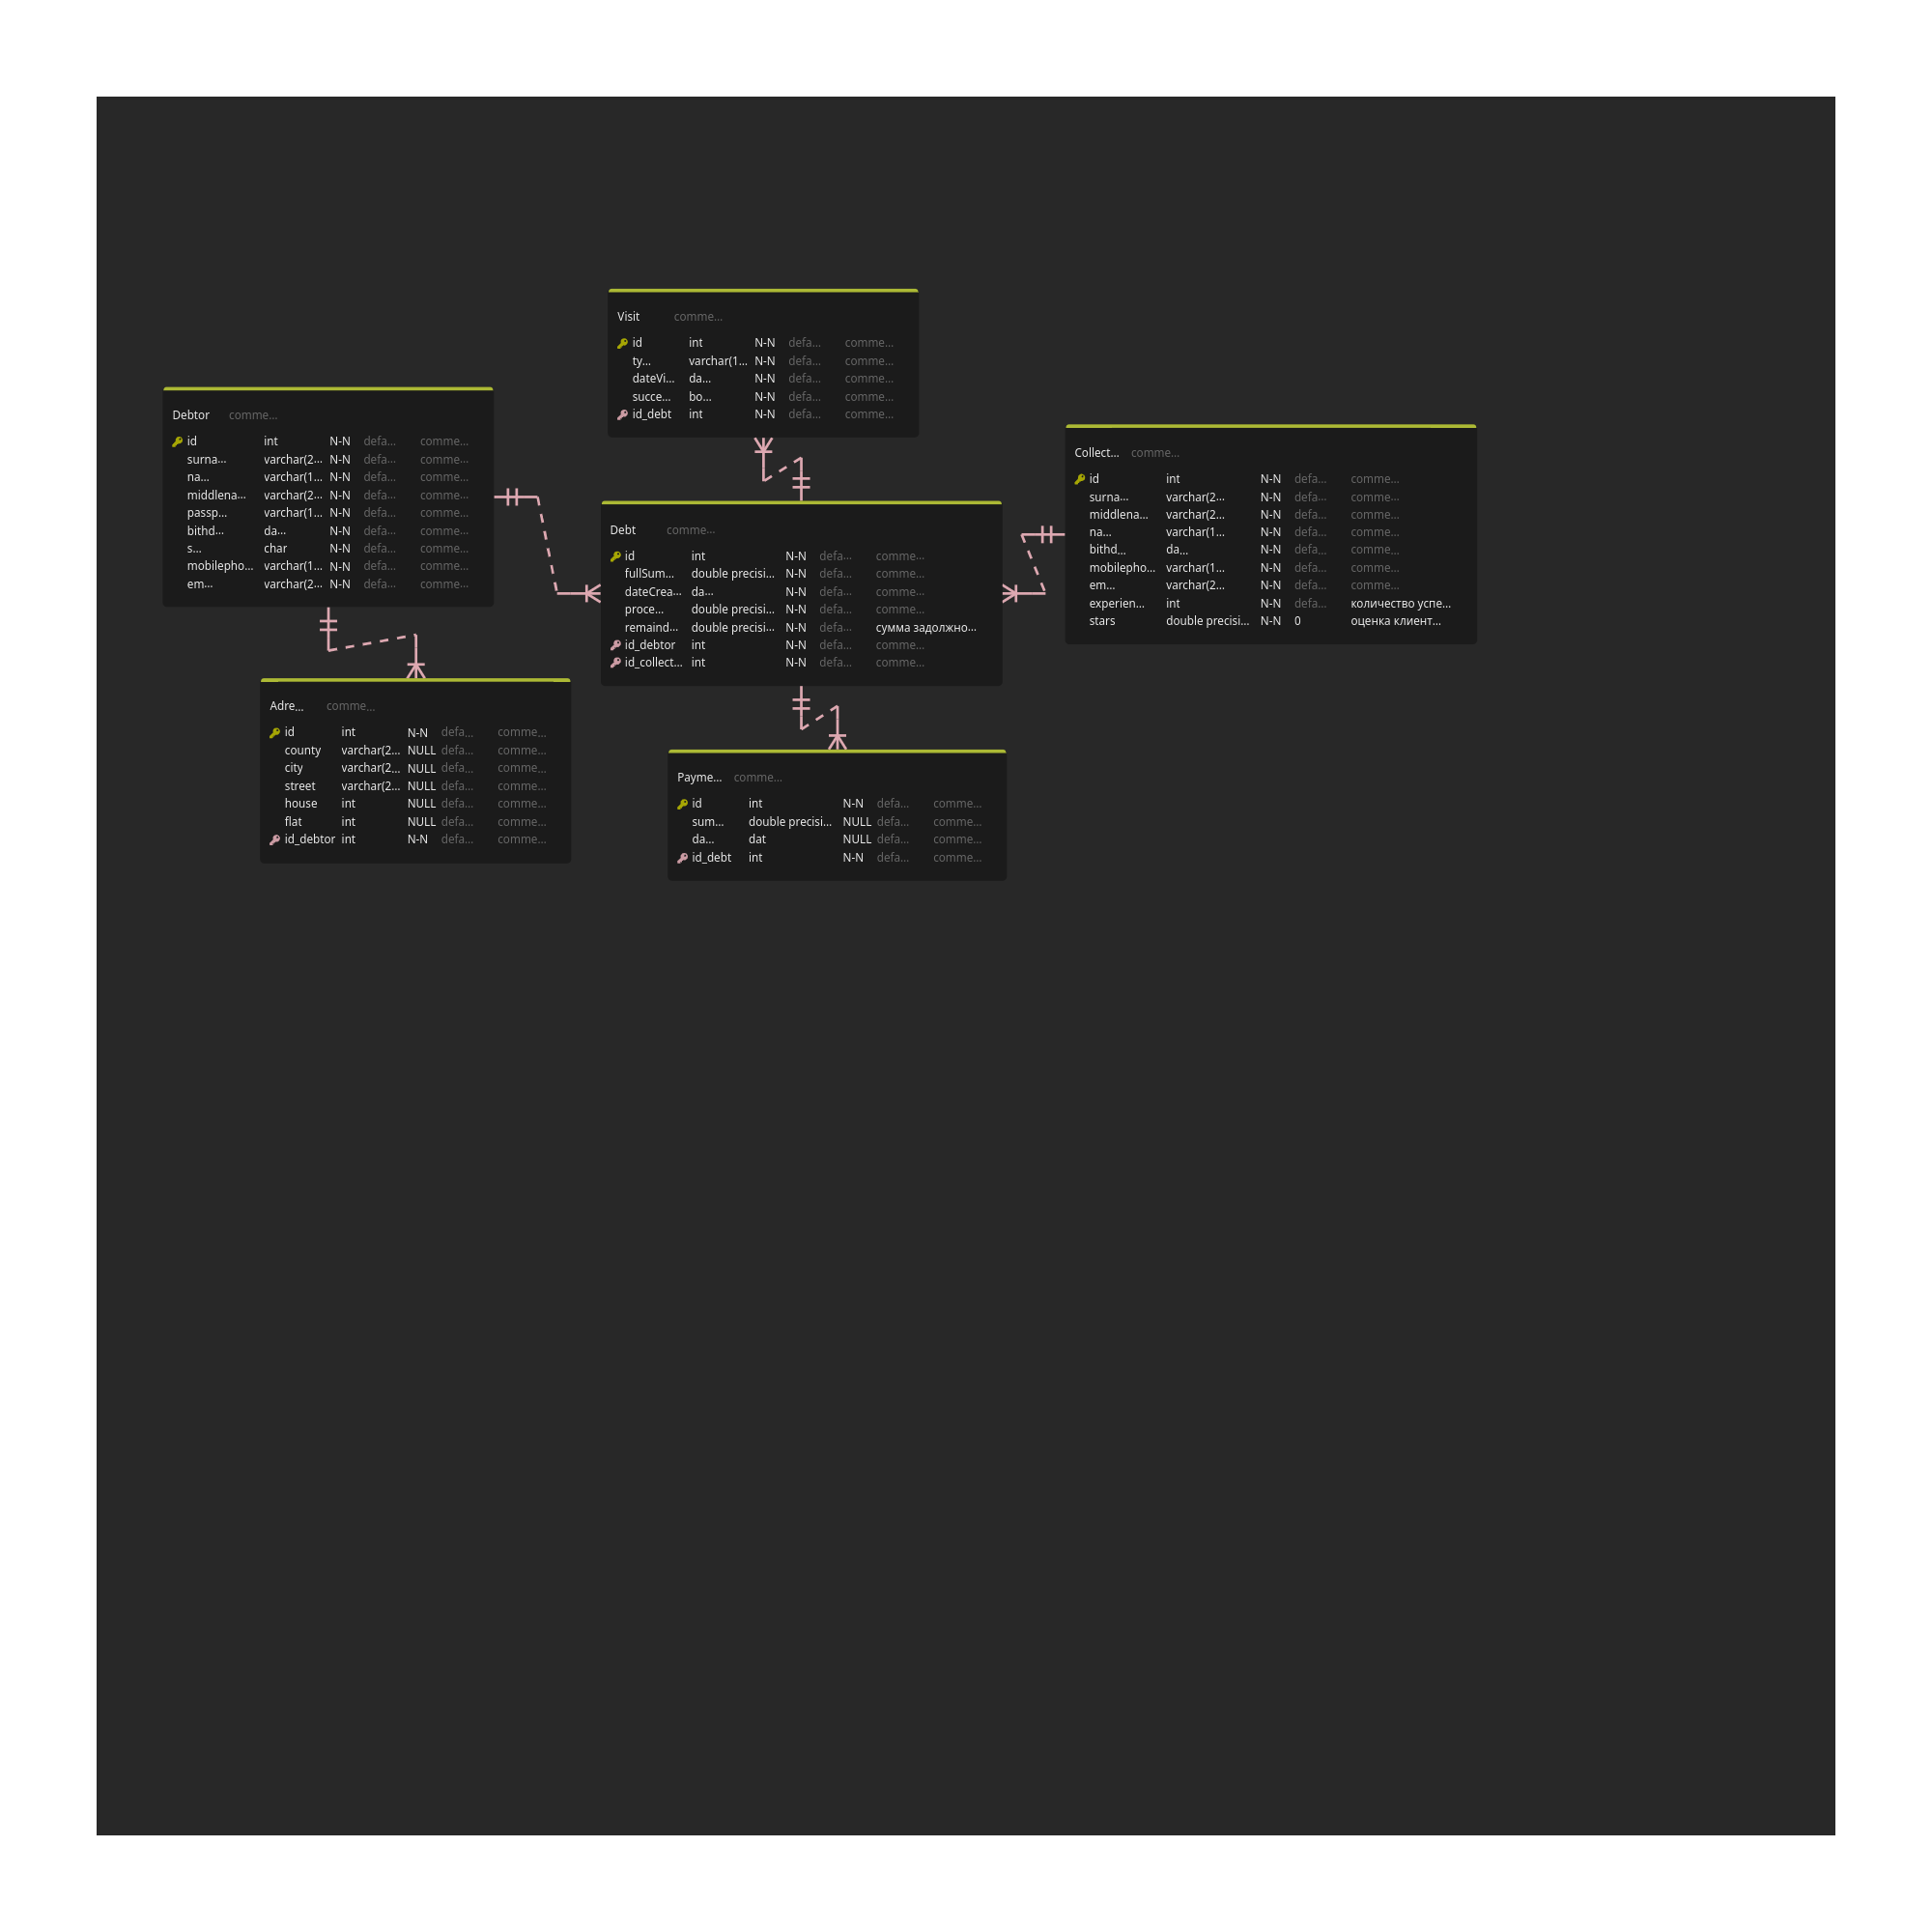 Visit comme...
id int N-N defa... comme...
ty... varchar(1... N-N defa... comme...
dateVi... da... N-N defa... comme...
succe... bo... N-N defa... comme...
id_debt int N-N defa... comme...
Debtor comme...
id int N-N defa... comme...
surna... varchar(2... N-N defa... comme...
na... varchar(1... N-N defa... comme...
middlena... varchar(2... N-N defa... comme...
passp... varchar(1... N-N defa... comme...
bithd... da... N-N defa... comme...
s... char N-N defa... comme...
mobilepho... varchar(1... N-N defa... comme...
em... varchar(2... N-N defa... comme...
Collect... comme...
id int N-N defa... comme...
surna... varchar(2... N-N defa... comme...
middlena... varchar(2... N-N defa... comme...
na... varchar(1... N-N defa... comme...
bithd... da... N-N defa... comme...
mobilepho... varchar(1... N-N defa... comme...
em... varchar(2... N-N defa... comme...
experien... int N-N defa... количество успе...
stars double precisi... N-N 0 оценка клиент...
Debt comme...
id int N-N defa... comme...
fullSum... double precisi... N-N defa... comme...
dateCrea... da... N-N defa... comme...
proce... double precisi... N-N defa... comme...
remaind... double precisi... N-N defa... сумма задолжно...
id_debtor int N-N defa... comme...
id_collect... int N-N defa... comme...
Adre... comme...
id int N-N defa... comme...
county varchar(2... NULL defa... comme...
city varchar(2... NULL defa... comme...
street varchar(2... NULL defa... comme...
house int NULL defa... comme...
flat int NULL defa... comme...
id_debtor int N-N defa... comme...
Payme... comme...
id int N-N defa... comme...
sum... double precisi... NULL defa... comme...
da... dat NULL defa... comme...
id_debt int N-N defa... comme...